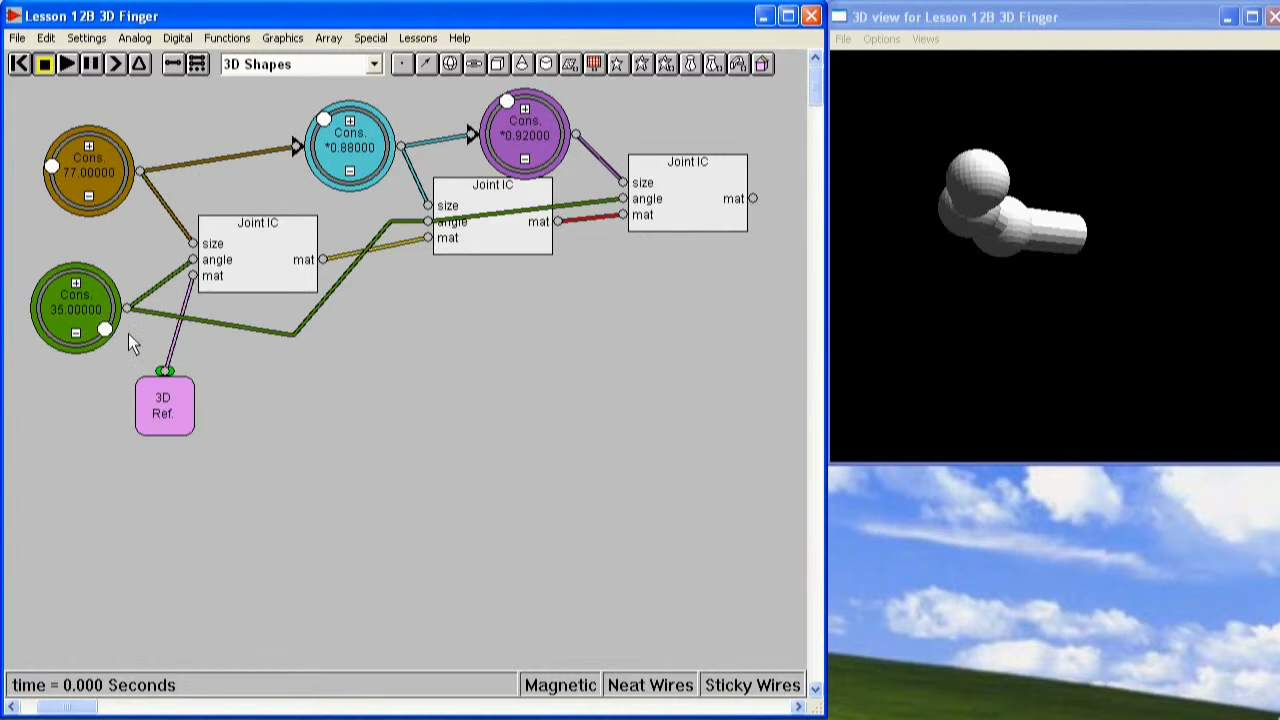 Lesson 12B 3D Finger
File Edit Settings Analog Digital Functions Graphics Array Special Lessons Help
3D Shapes
Cons.
77.00000
Cons.
*0.88000
Cons.
*0.92000
Joint IC
size
angle
mat
mat
Joint IC
size
angle
mat
mat
Joint IC
size
angle
mat
mat
Cons.
35.00000
3D
Ref.
time = 0.000 Seconds
Magnetic
Neat Wires
Sticky Wires
3D view for Lesson 12B 3D Finger
File Options Views